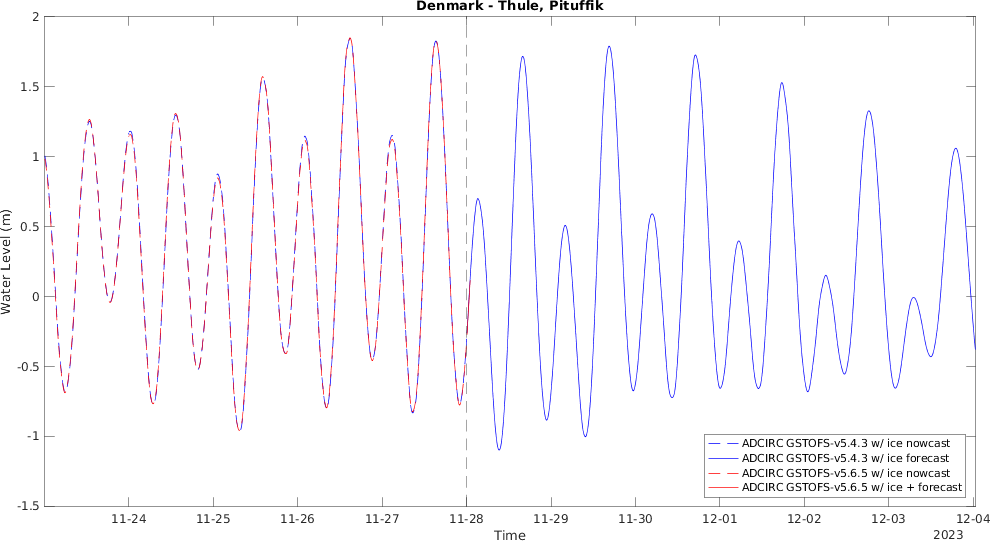 Denmark - Thule, Pituffik
2
1.5
1
0.5
0
-0.5
-1
-1.5
Water Level (m)
ADCIRC GSTOFS-v5.4.3 w/ ice nowcast
ADCIRC GSTOFS-v5.4.3 w/ ice forecast
ADCIRC GSTOFS-v5.6.5 w/ ice nowcast
ADCIRC GSTOFS-v5.6.5 w/ ice + forecast
11-24 11-25 11-26 11-27 11-28 11-29 11-30 12-01 12-02 12-03 12-04
Time
2023